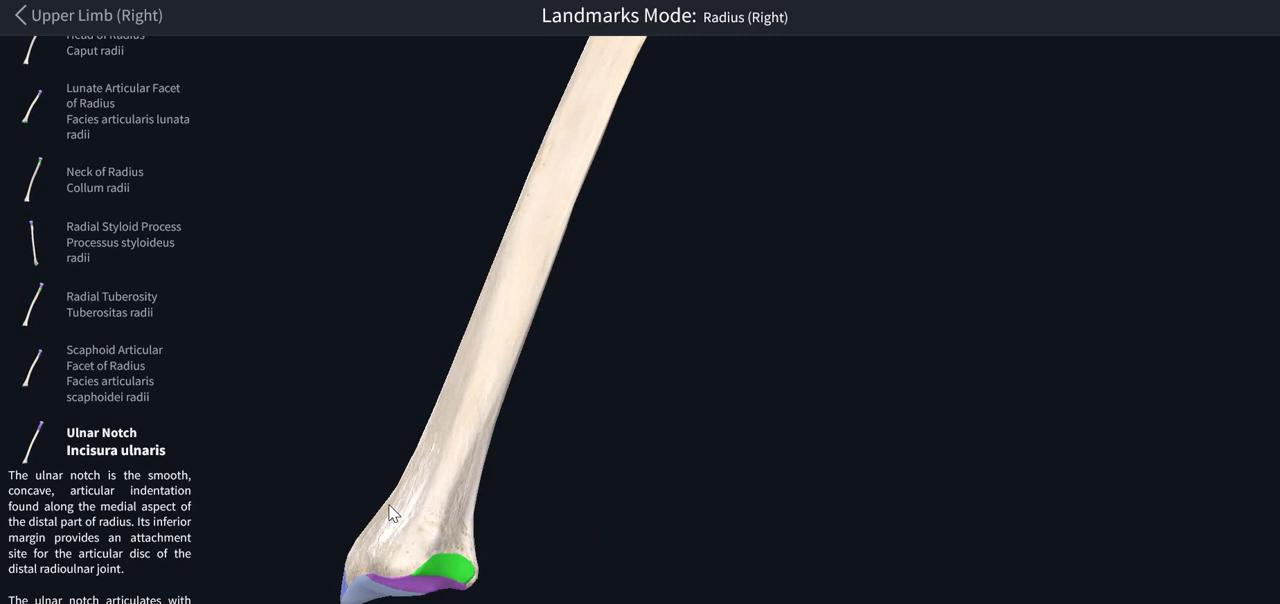 Upper Limb (Right)
Landmarks Mode: Radius (Right)
Head of Radius
Caput radii
Lunate Articular Facet
of Radius
Facies articularis lunata
radii
Neck of Radius
Collum radii
Radial Styloid Process
Processus styloideus
radii
Radial Tuberosity
Tuberositas radii
Scaphoid Articular
Facet of Radius
Facies articularis
scaphoidei radii
Ulnar Notch
Incisura ulnaris
The ulnar notch is the smooth,
concave, articular indentation
found along the medial aspect of
the distal part of radius. Its inferior
margin provides an attachment
site for the articular disc of the
distal radioulnar joint.
The ulnar notch articulates with